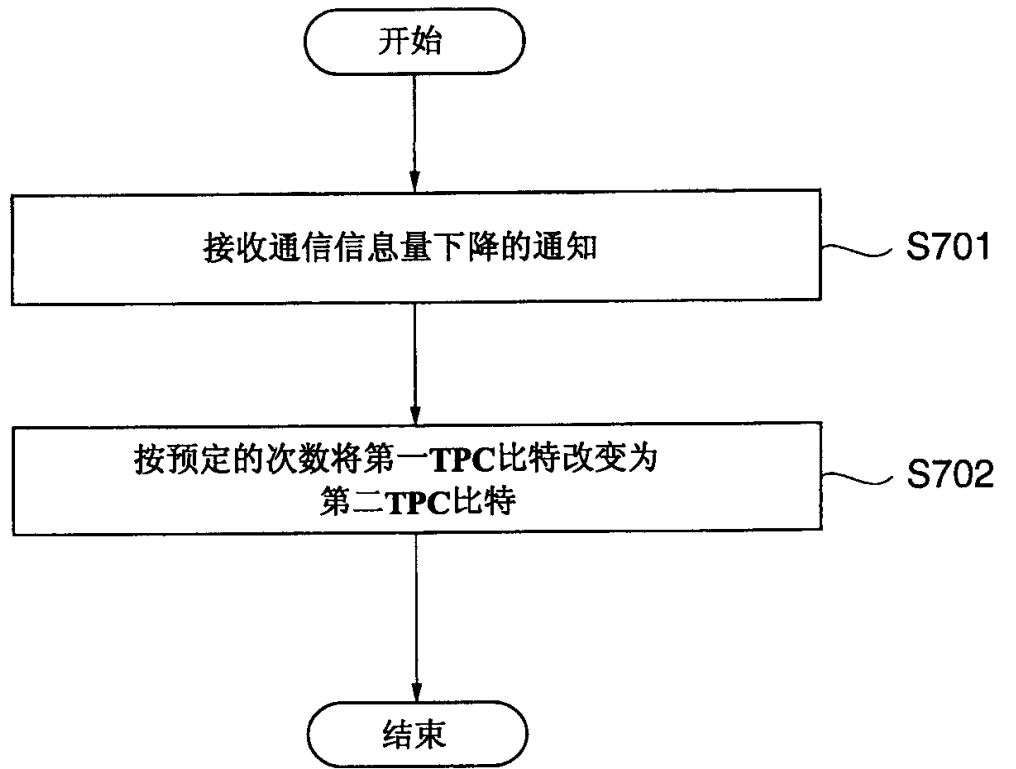 开始
接收通信信息量下降的通知
S701
按预定的次数将第一TPC比特改变为
第二TPC比特
S702
结束